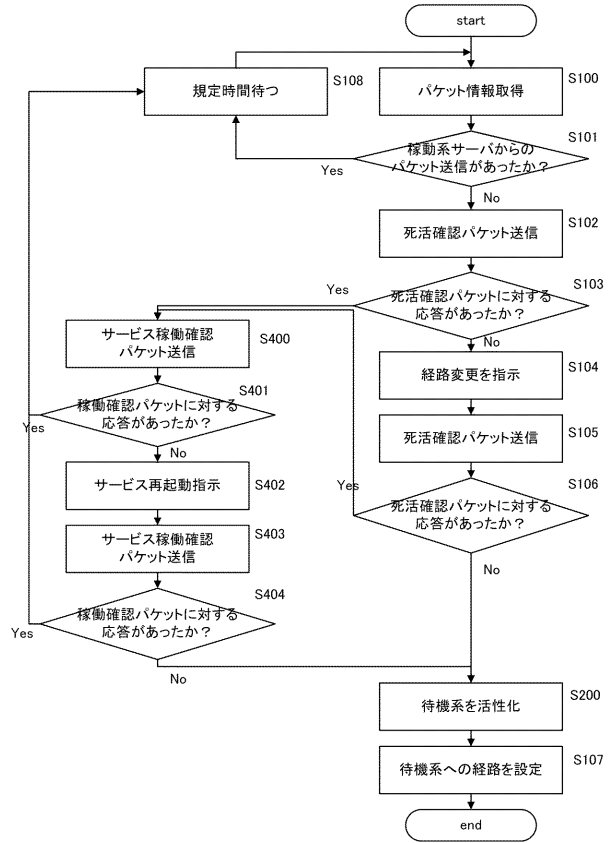 start
規定時間待つ
S108
パケット情報取得
S100
S101
稼動系サーバからの
パケット送信があったか？
Yes
No
死活確認パケット送信
S102
S103
死活確認パケットに対する
応答があったか？
Yes
No
サービス稼働確認
パケット送信
S400
経路変更を指示
S104
S401
稼働確認パケットに対する
応答があったか？
Yes
No
死活確認パケット送信
S105
サービス再起動指示
S402
S106
死活確認パケットに対する
応答があったか？
Yes
No
サービス稼働確認
パケット送信
S403
S404
稼働確認パケットに対する
応答があったか？
Yes
No
待機系を活性化
S200
待機系への経路を設定
S107
end